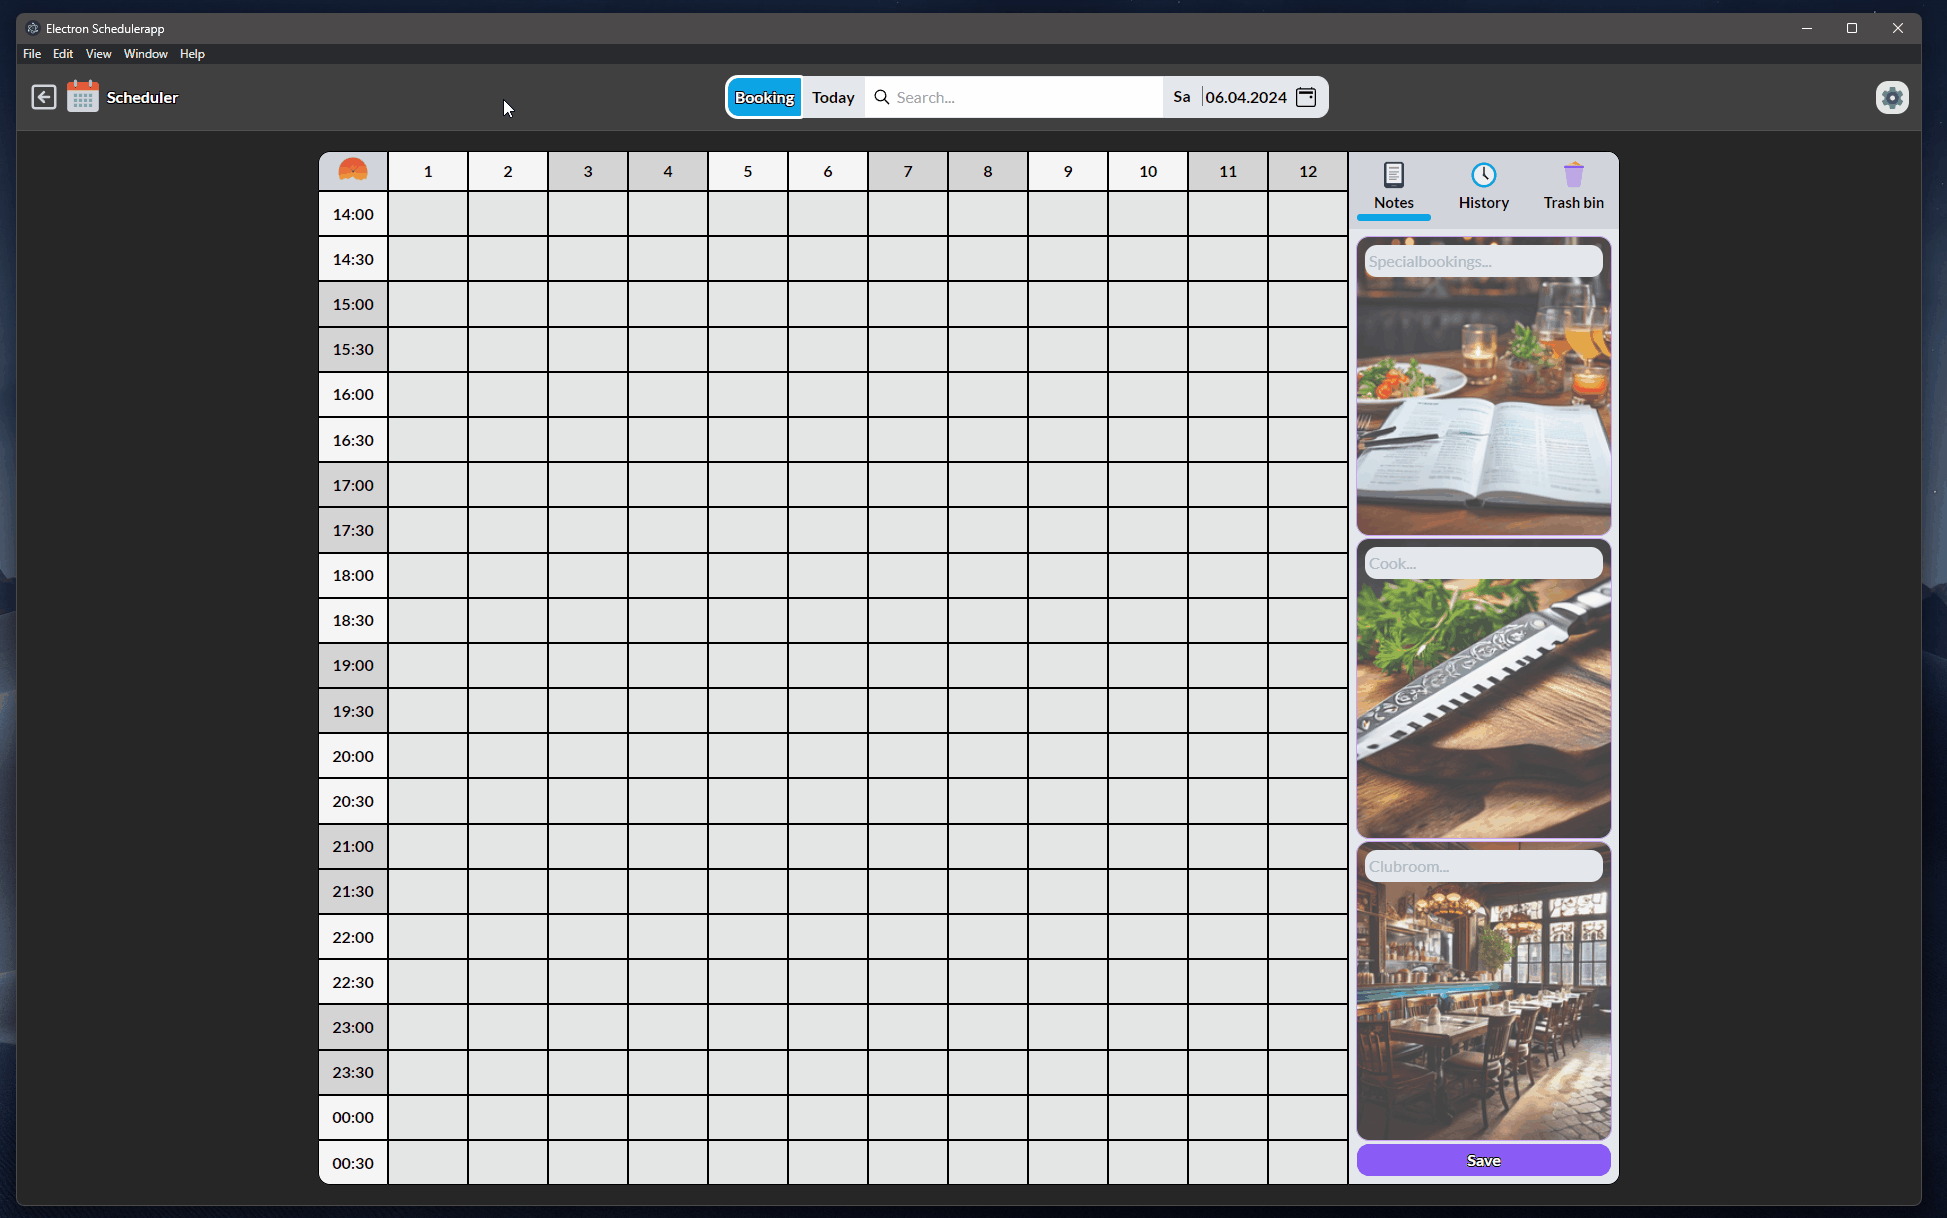 Electron Schedulerapp
File Edit View Window Help
Scheduler
Booking Today Search... Sa 06.04.2024
1 2 3 4 5 6 7 8 9 10 11 12
Notes History Trash bin
14:00
14:30
15:00
15:30
16:00
16:30
17:00
17:30
18:00
18:30
19:00
19:30
20:00
20:30
21:00
21:30
22:00
22:30
23:00
23:30
00:00
00:30
Specialbookings...
Cook...
Clubroom...
Save